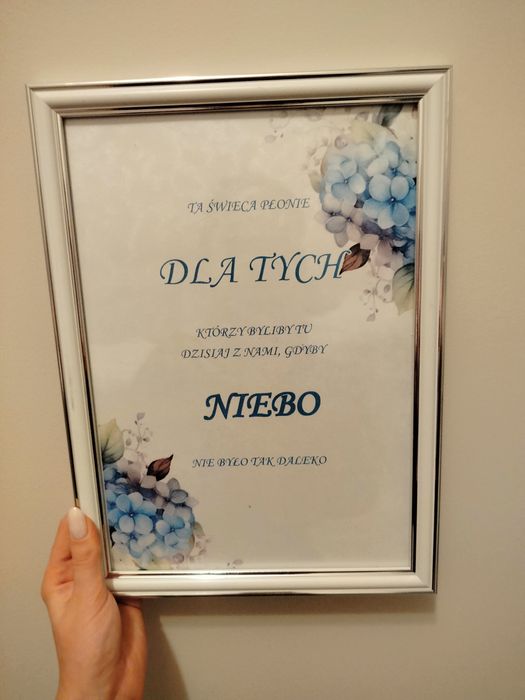 TA ŚWIECA PŁONIE
DLA TYCH
KTÓRZY BYLIBY TU
DZISIAJ Z NAMI, GDYBY
NIEBO
NIE BYŁO TAK DALEKO